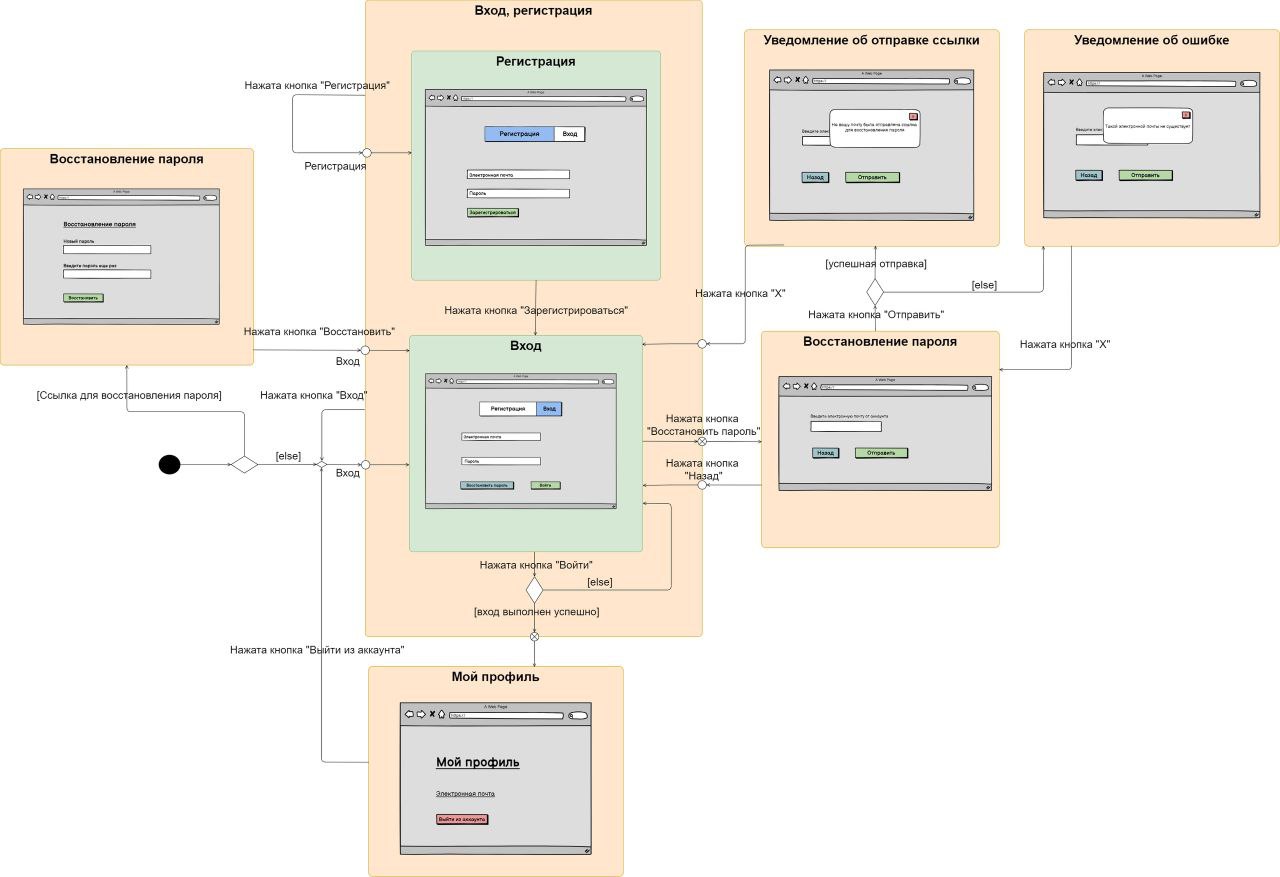 Вход, регистрация
Регистрация
A Web Page
https://
Регистрация
Вход
Электронная почта
Пароль
Зарегистрироваться
Нажата кнопка "Регистрация"
Регистрация
Уведомление об отправке ссылки
A Web Page
https://
На вашу почту была отправлена ссылка
для восстановления пароля
X
Введите элек
Назад
Отправить
Уведомление об ошибке
A Web Page
https://
Такой электронной почты не существует
X
Введите элек
Назад
Отправить
Восстановление пароля
A Web Page
https://
Восстановление пароля
Новый пароль
Введите пароль еще раз
Восстановить
[успешная отправка]
[else]
Нажата кнопка "X"
Нажата кнопка "Зарегистрироваться"
Нажата кнопка "Отправить"
Нажата кнопка "Восстановить"
Вход
Нажата кнопка "X"
Вход
A Web Page
https://
Регистрация
Вход
Электронная почта
Пароль
Восстановить пароль
Войти
Восстановление пароля
A Web Page
https://
Введите электронную почту от аккаунта
Назад
Отправить
[Ссылка для восстановления пароля]
Нажата кнопка "Вход"
[else]
Вход
Нажата кнопка
"Восстановить пароль"
Нажата кнопка
"Назад"
Нажата кнопка "Войти"
[else]
[вход выполнен успешно]
Нажата кнопка "Выйти из аккаунта"
Мой профиль
A Web Page
https://
Мой профиль
Электронная почта
Выйти из аккаунта